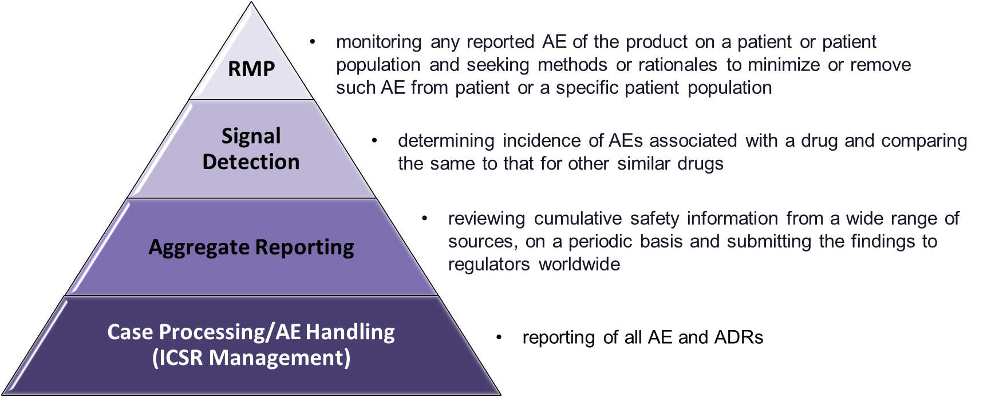 RMP
• monitoring any reported AE of the product on a patient or patient
population and seeking methods or rationales to minimize or remove
such AE from patient or a specific patient population
Signal
Detection
• determining incidence of AEs associated with a drug and comparing
the same to that for other similar drugs
Aggregate Reporting
• reviewing cumulative safety information from a wide range of
sources, on a periodic basis and submitting the findings to
regulators worldwide
Case Processing/AE Handling
(ICSR Management)
• reporting of all AE and ADRs